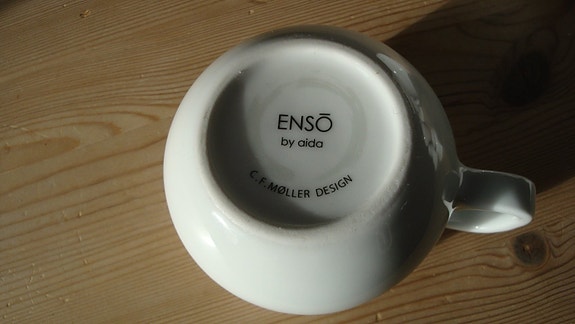 ENSŌ
by aida
C.F.MØLLER DESIGN